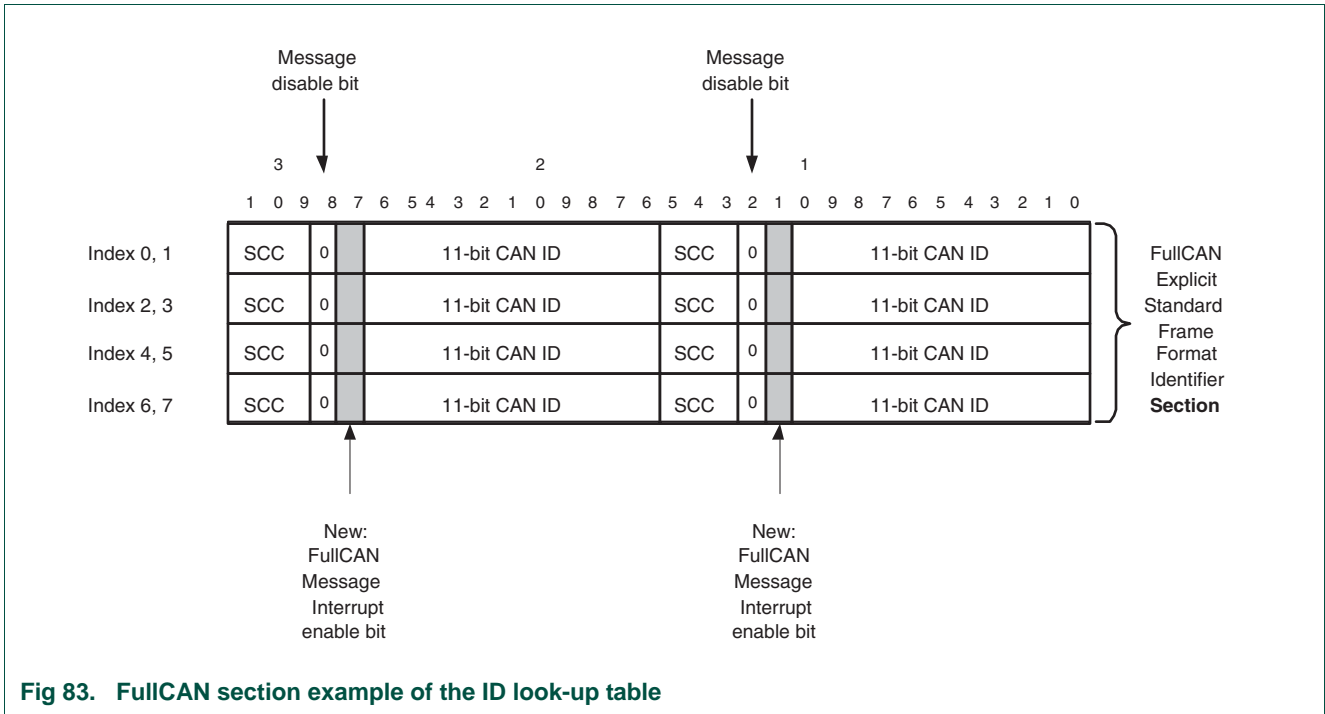 Message
disable bit
Message
disable bit
3 2 1
1 0 9 8 7 6 5 4 3 2 1 0 9 8 7 6 5 4 3 2 1 0 9 8 7 6 5 4 3 2 1 0
Index 0, 1 SCC 0 11-bit CAN ID SCC 0 11-bit CAN ID
Index 2, 3 SCC 0 11-bit CAN ID SCC 0 11-bit CAN ID
Index 4, 5 SCC 0 11-bit CAN ID SCC 0 11-bit CAN ID
Index 6, 7 SCC 0 11-bit CAN ID SCC 0 11-bit CAN ID
FullCAN
Explicit
Standard
Frame
Format
Identifier
Section
New:
FullCAN
Message
Interrupt
enable bit
New:
FullCAN
Message
Interrupt
enable bit
Fig 83. FullCAN section example of the ID look-up table